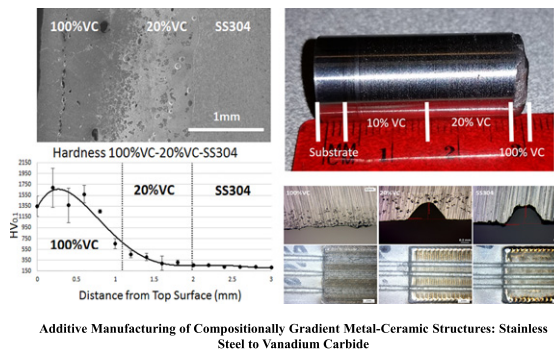 100%VC 20%VC SS304
1mm
Hardness 100%VC-20%VC-SS304
2150
1950
1750
1550
1350
1150
950
750
550
350
150
HV0.1
20%VC SS304
100%VC
0 0.5 1 1.5 2 2.5 3
Distance from Top Surface (mm)
10% VC 20% VC
Substrate 100% VC
1 2
100%VC 20%VC SS304
Additive Manufacturing of Compositionally Gradient Metal-Ceramic Structures: Stainless
Steel to Vanadium Carbide